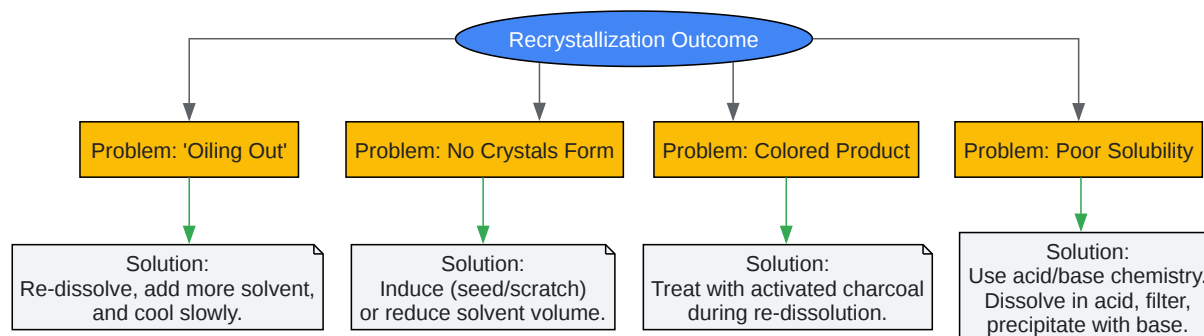 Recrystallization Outcome
Problem: 'Oiling Out'
Problem: No Crystals Form
Problem: Colored Product
Problem: Poor Solubility
Solution:
Re-dissolve, add more solvent,
and cool slowly.
Solution:
Induce (seed/scratch)
or reduce solvent volume.
Solution:
Treat with activated charcoal
during re-dissolution.
Solution:
Use acid/base chemistry.
Dissolve in acid, filter,
precipitate with base.